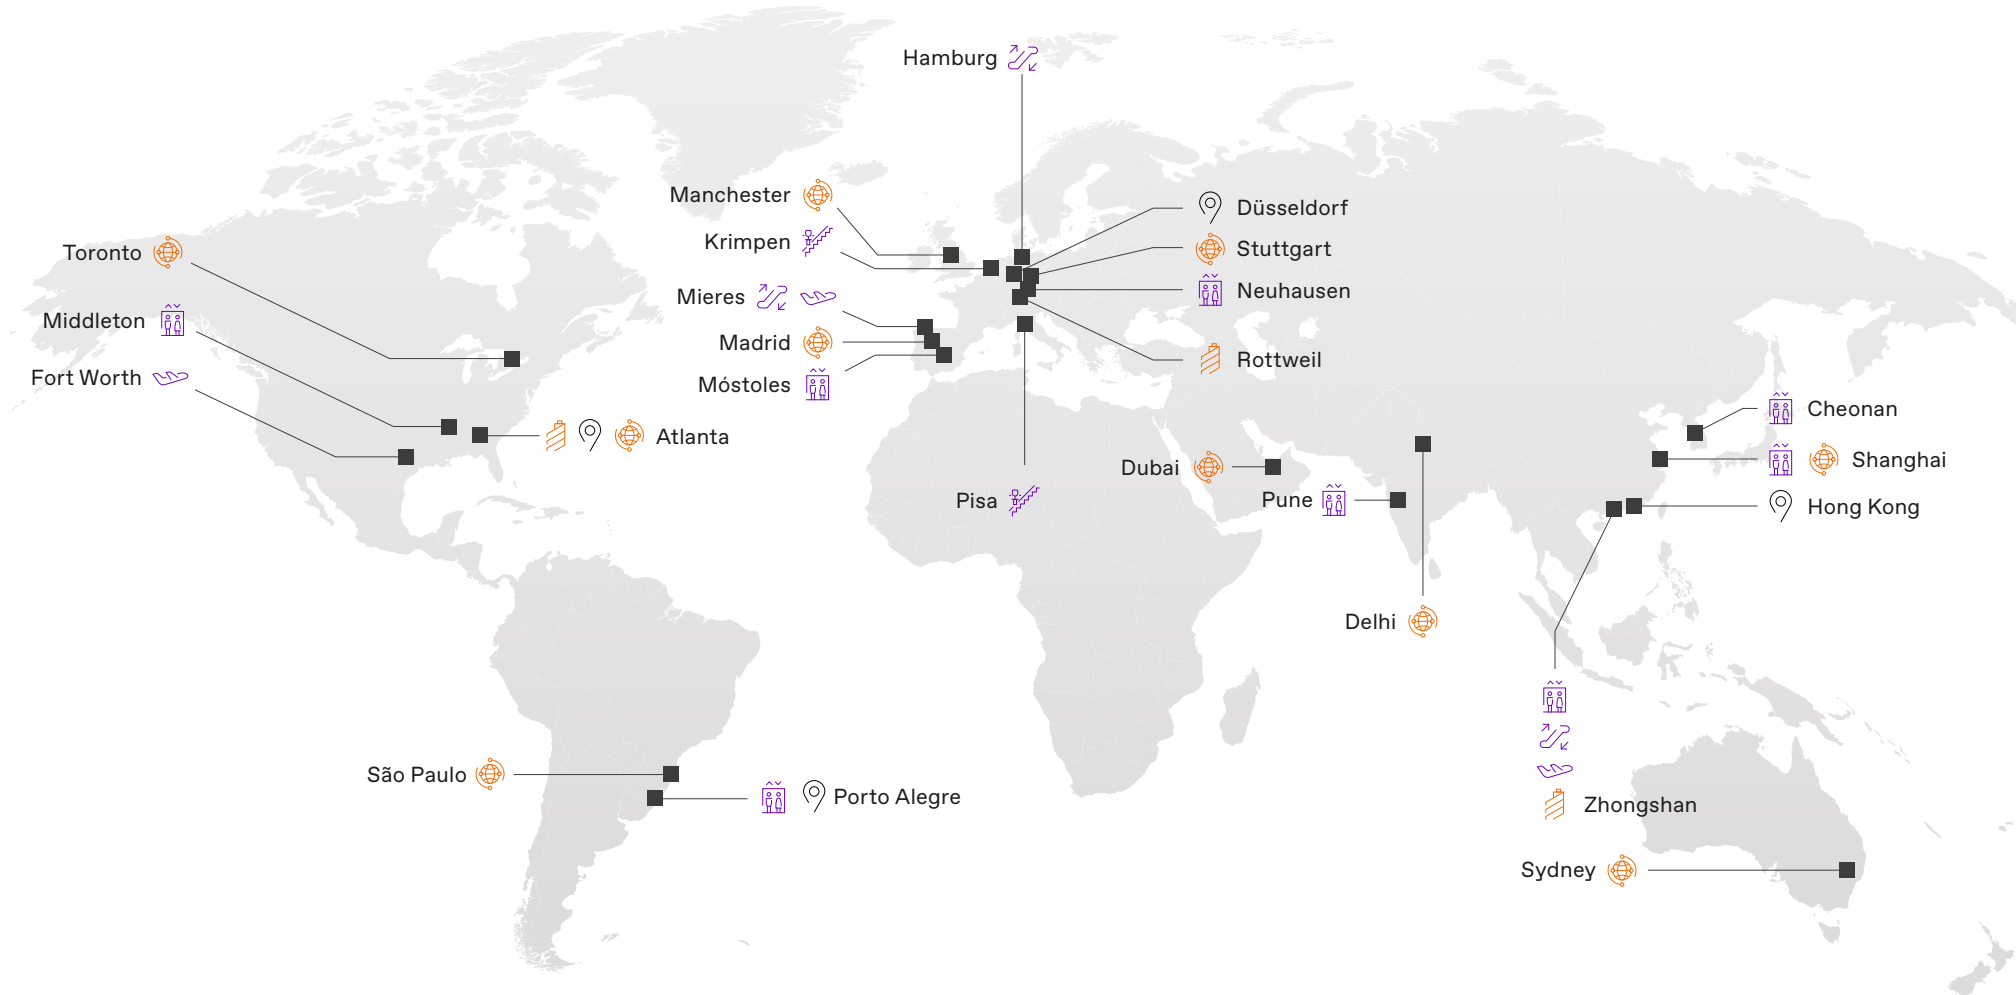 Hamburg
Manchester
Düsseldorf
Krimpen
Stuttgart
Toronto
Mieres
Neuhausen
Middleton
Madrid
Rottweil
Fort Worth
Móstoles
Cheonan
Atlanta
Shanghai
Dubai
Pisa
Pune
Hong Kong
Delhi
São Paulo
Porto Alegre
Zhongshan
Sydney